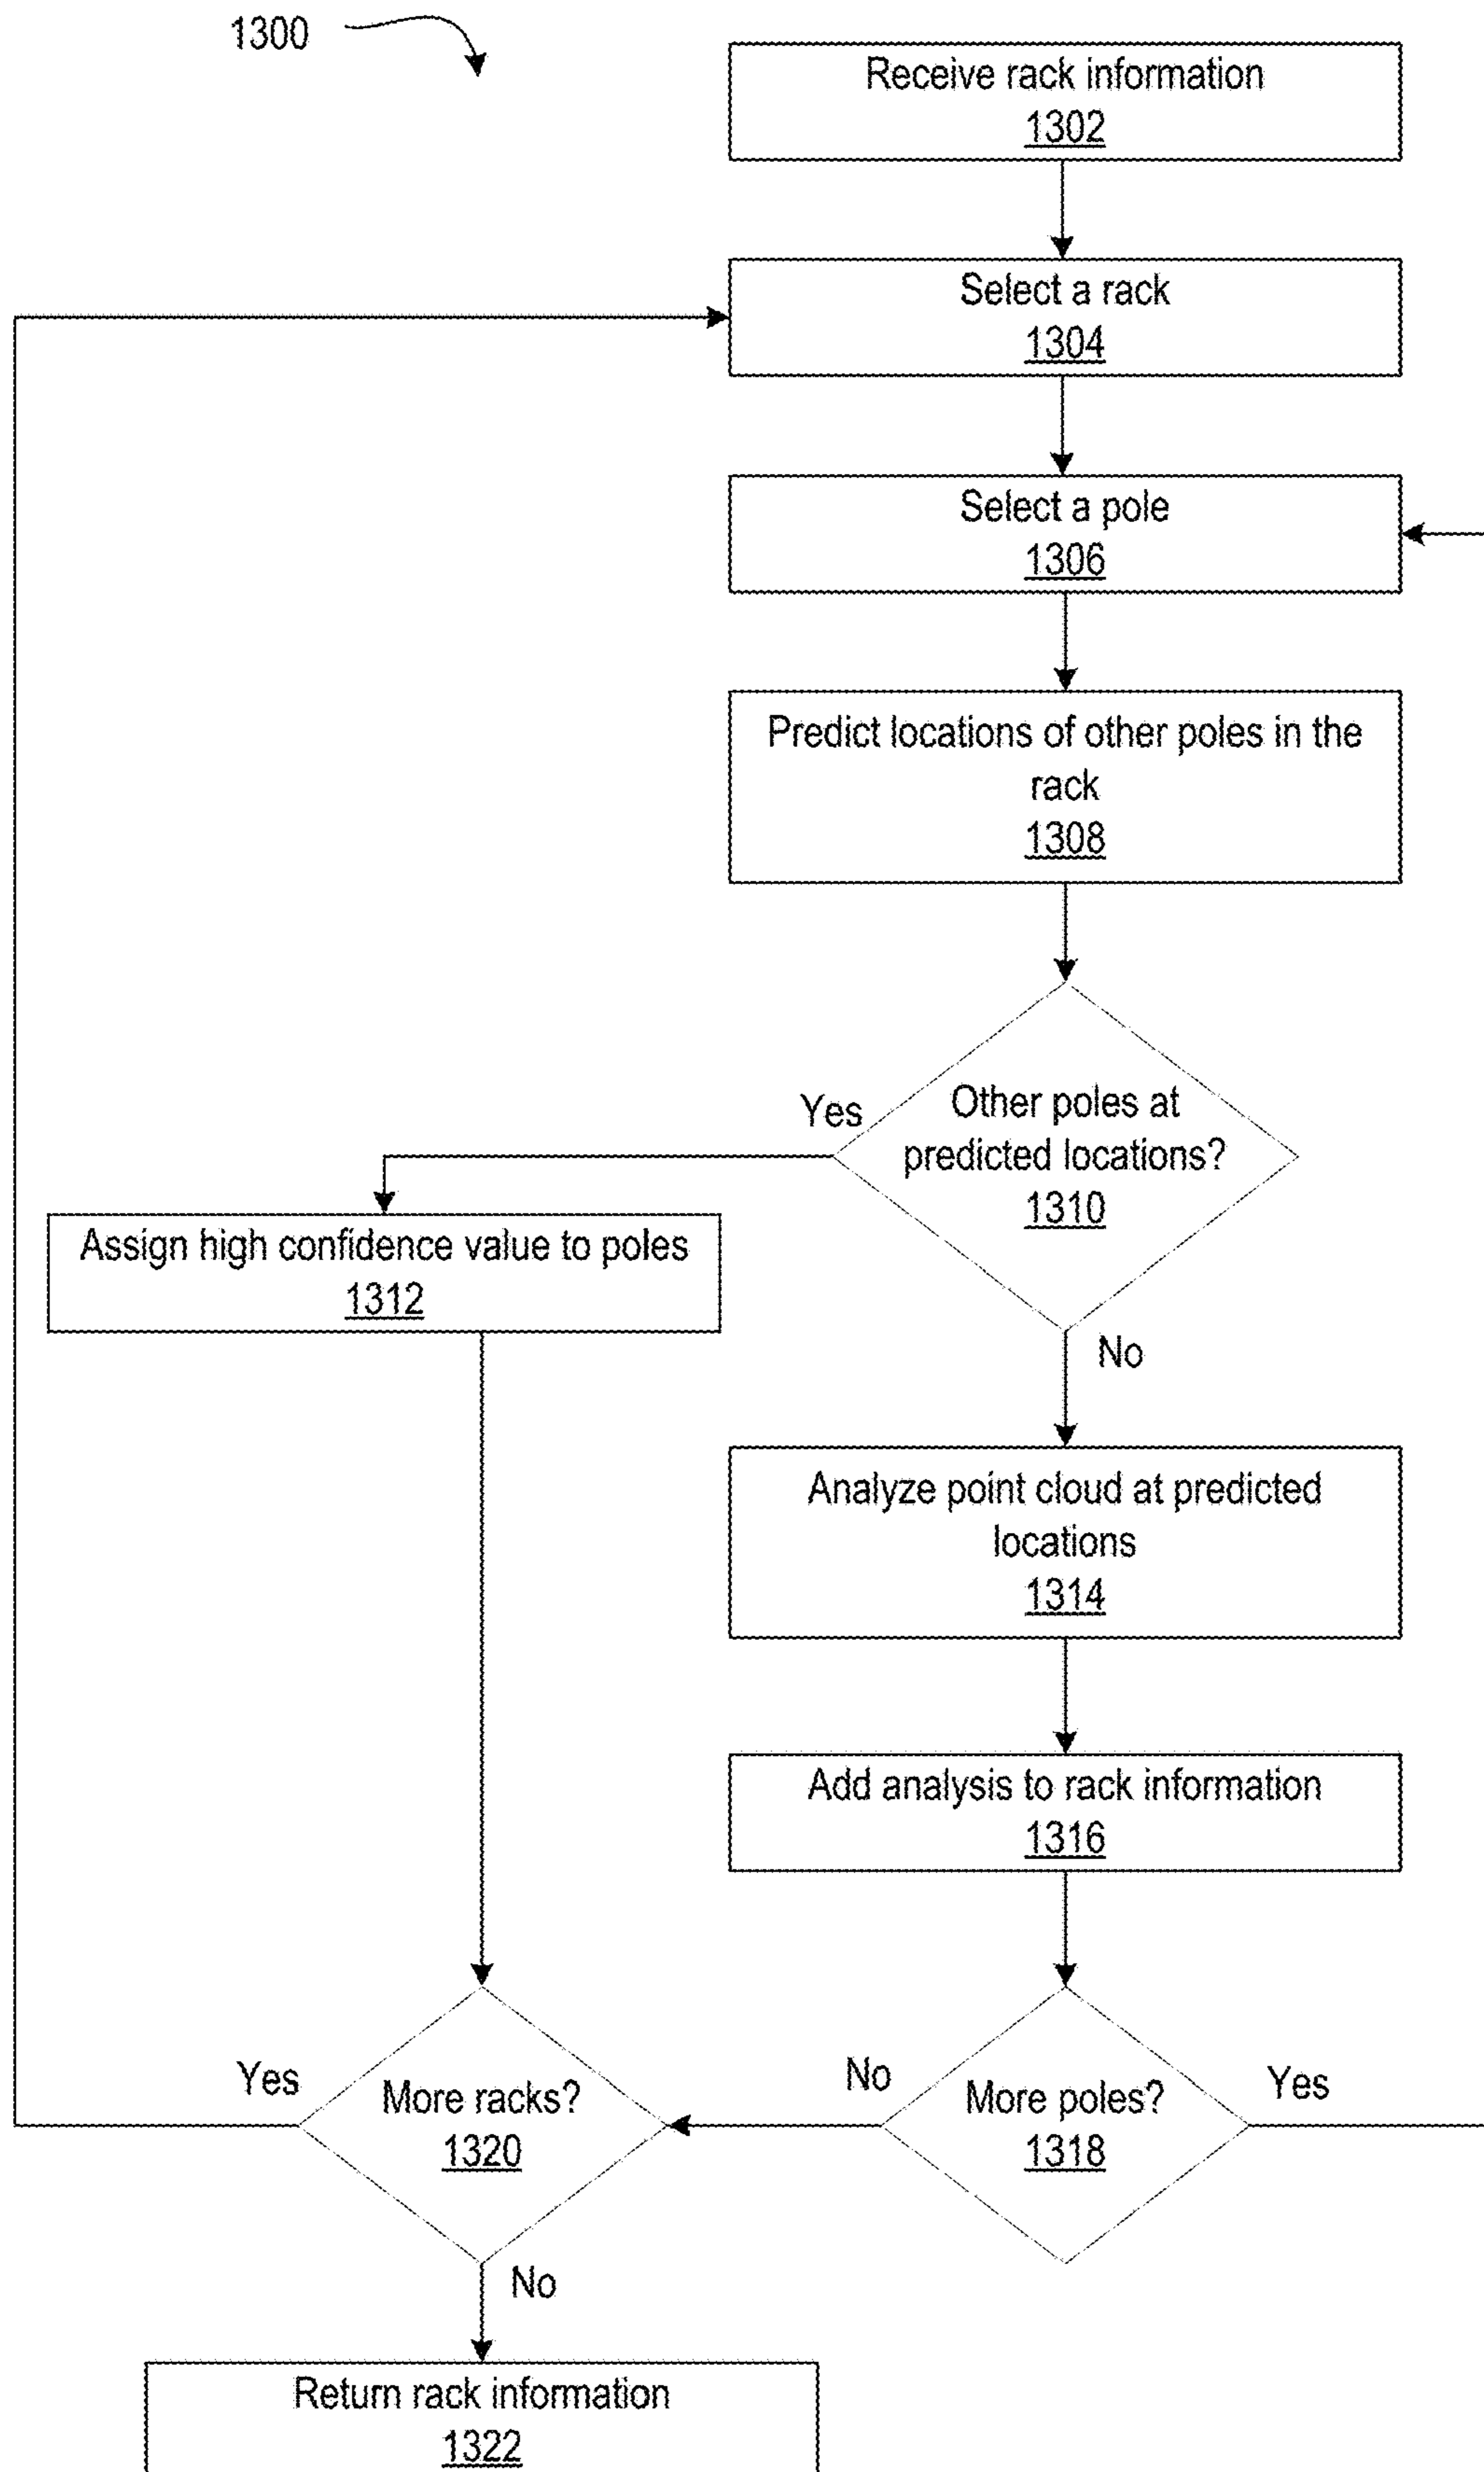 1300
Receive rack information
1302
Select a rack
1304
Select a pole
1306
Predict locations of other poles in the
rack
1308
Other poles at
predicted locations?
1310
Yes
Assign high confidence value to poles
1312
No
Analyze point cloud at predicted
locations
1314
Add analysis to rack information
1316
More poles?
1318
Yes
No
More racks?
1320
Yes
No
Return rack information
1322